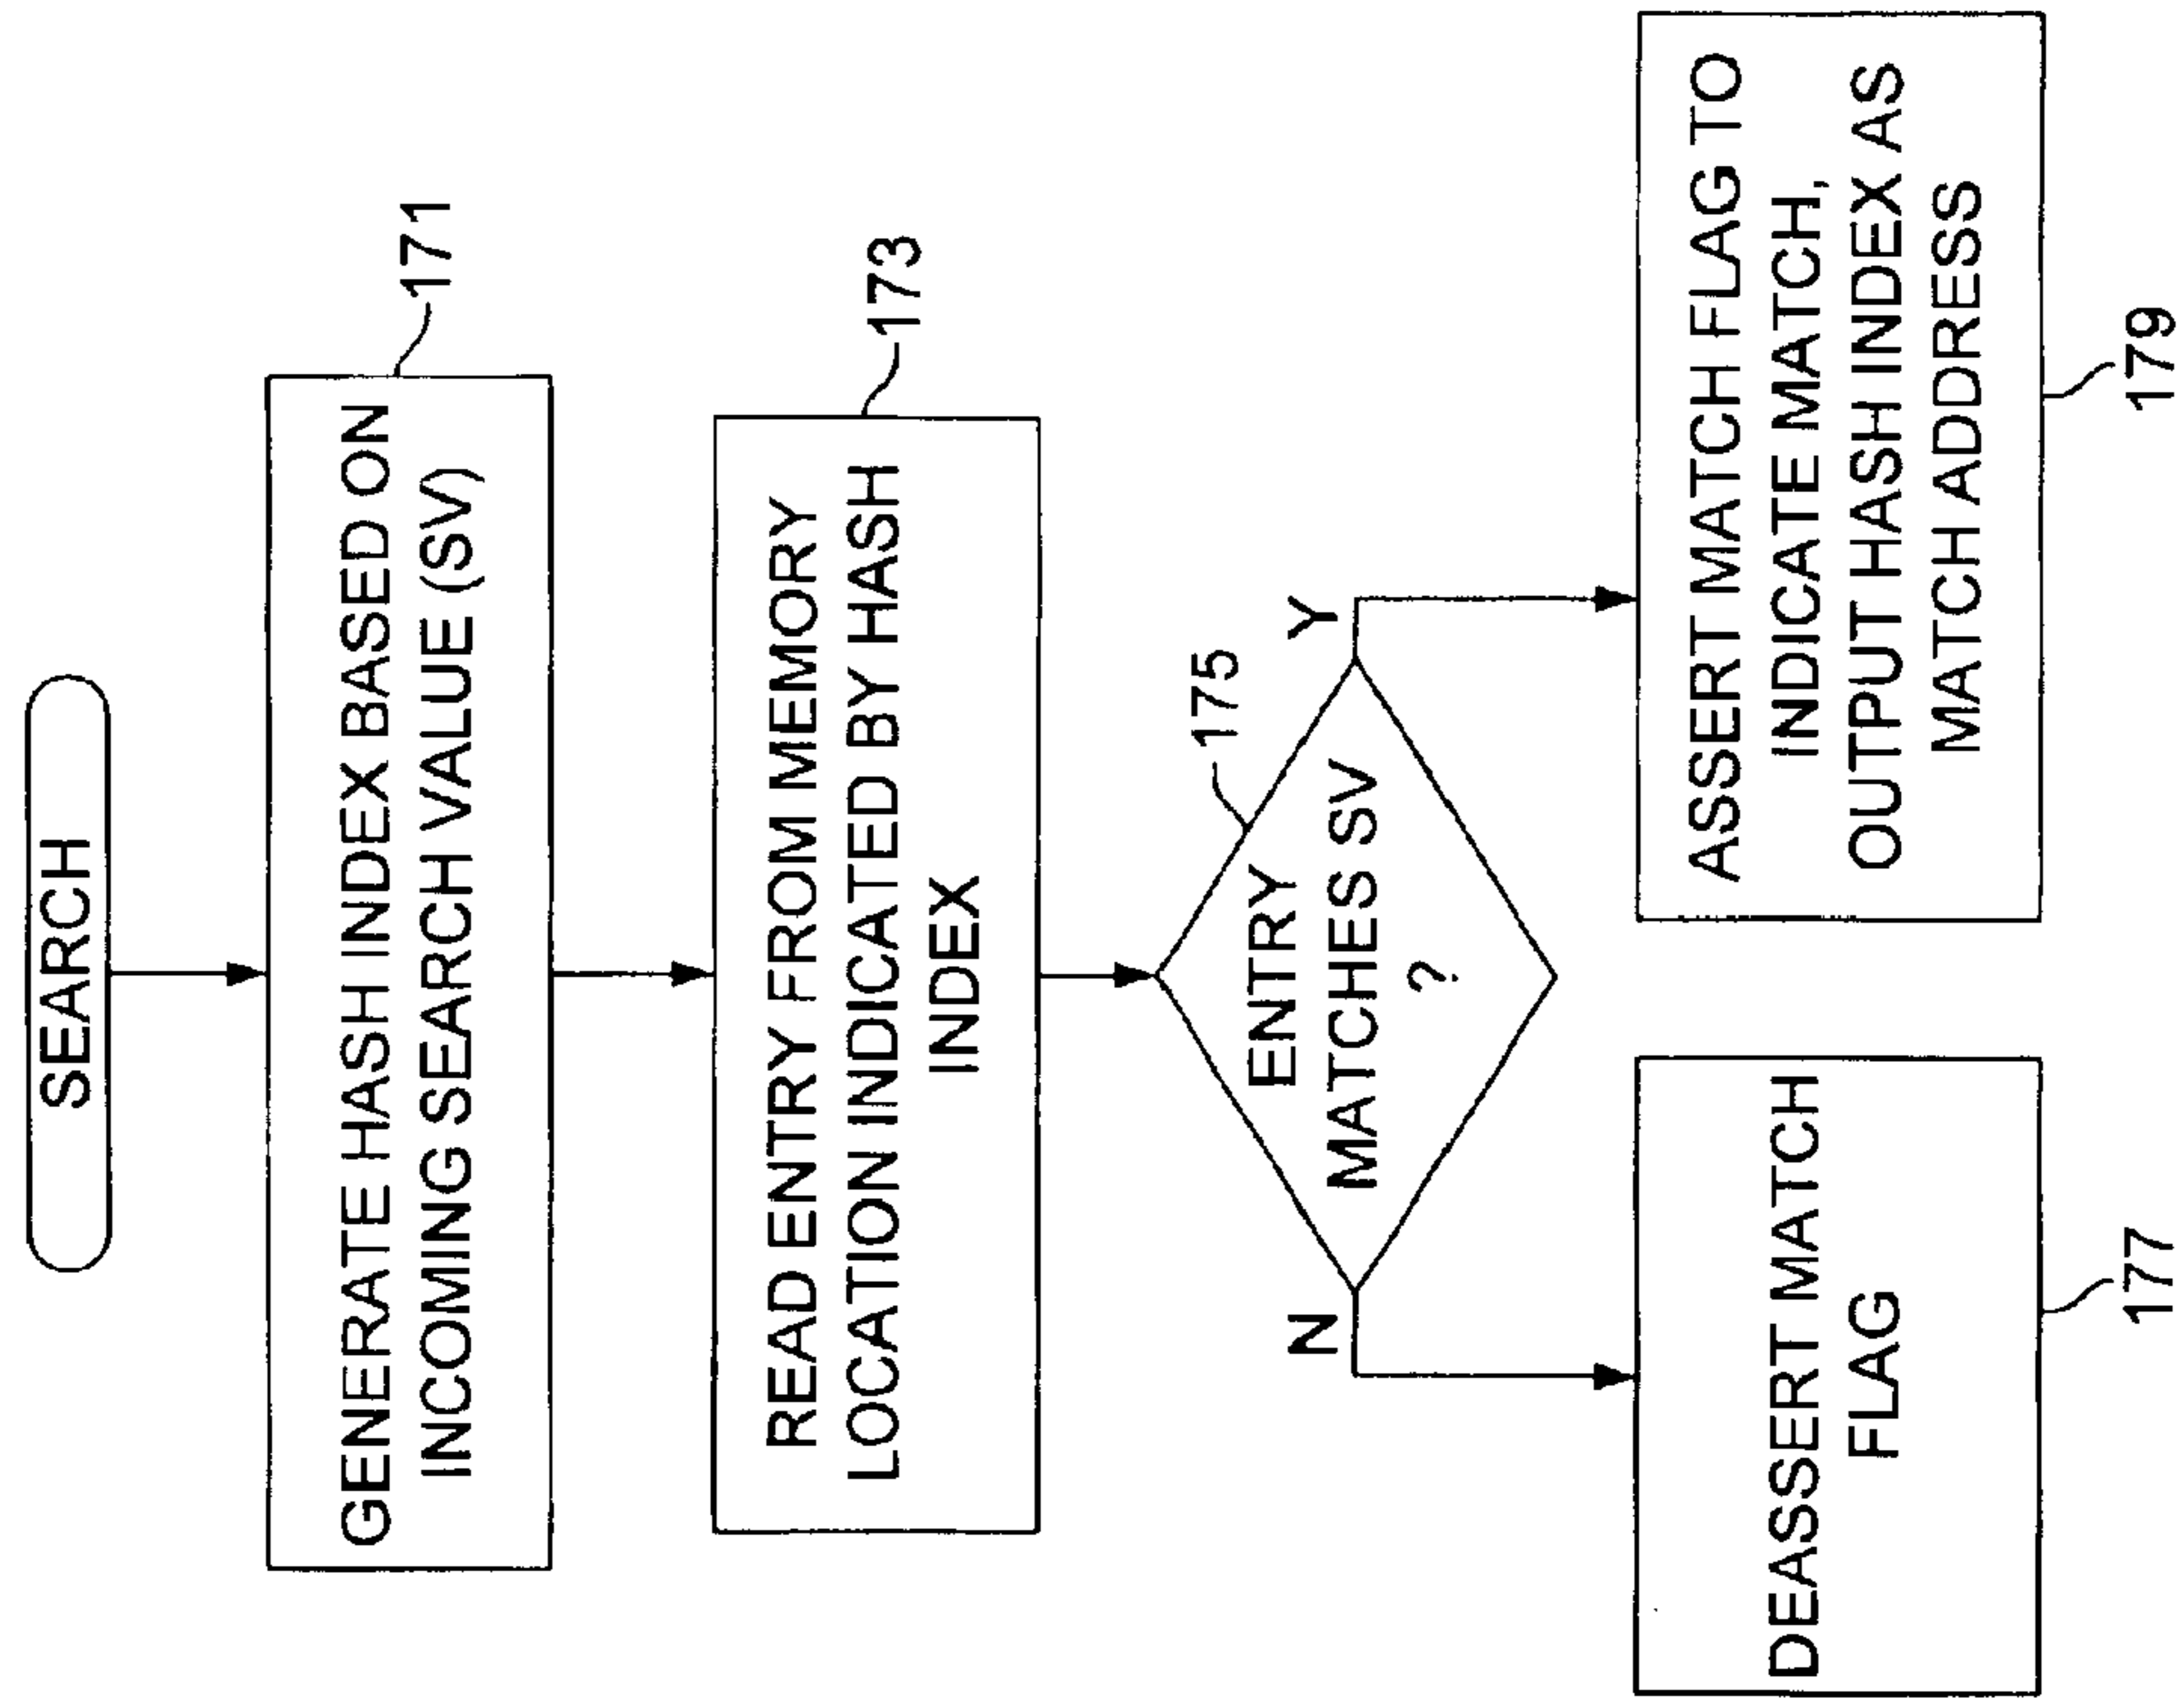 SEARCH
GENERATE HASH INDEX BASED ON
INCOMING SEARCH VALUE (SV)
171
READ ENTRY FROM MEMORY
LOCATION INDICATED BY HASH
INDEX
173
ENTRY
MATCHES SV
?
175
N
Y
DEASSERT MATCH
FLAG
177
ASSERT MATCH FLAG TO
INDICATE MATCH,
OUTPUT HASH INDEX AS
MATCH ADDRESS
179